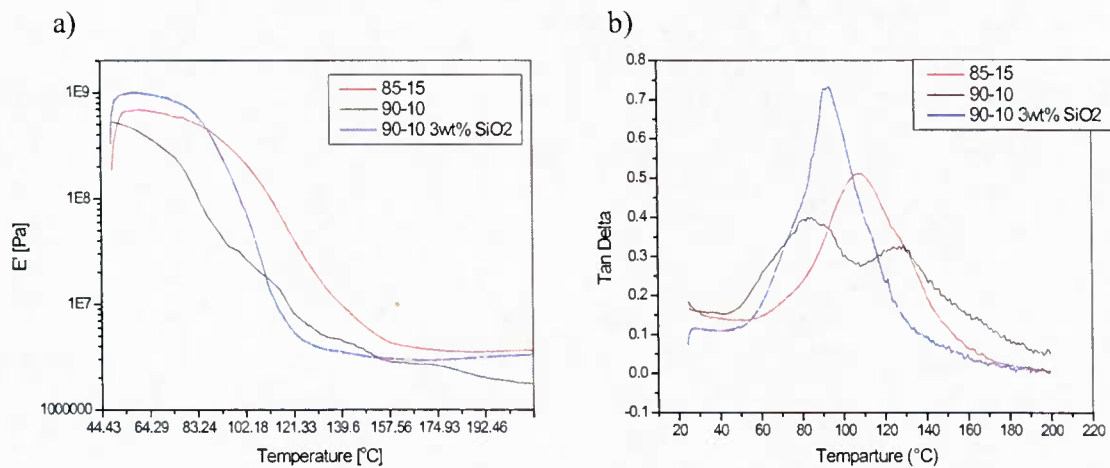 a)
85-15
90-10
90-10 3wt% SiO2
1E9
1E8
1E7
1000000
E' [Pa]
44.43 64.29 83.24 102.18 121.33 139.6 157.56 174.93 192.46
Temperature [°C]
b)
85-15
90-10
90-10 3wt% SiO2
0.8
0.7
0.6
0.5
0.4
0.3
0.2
0.1
0.0
-0.1
Tan Delta
20 40 60 80 100 120 140 160 180 200 220
Temparture (°C)